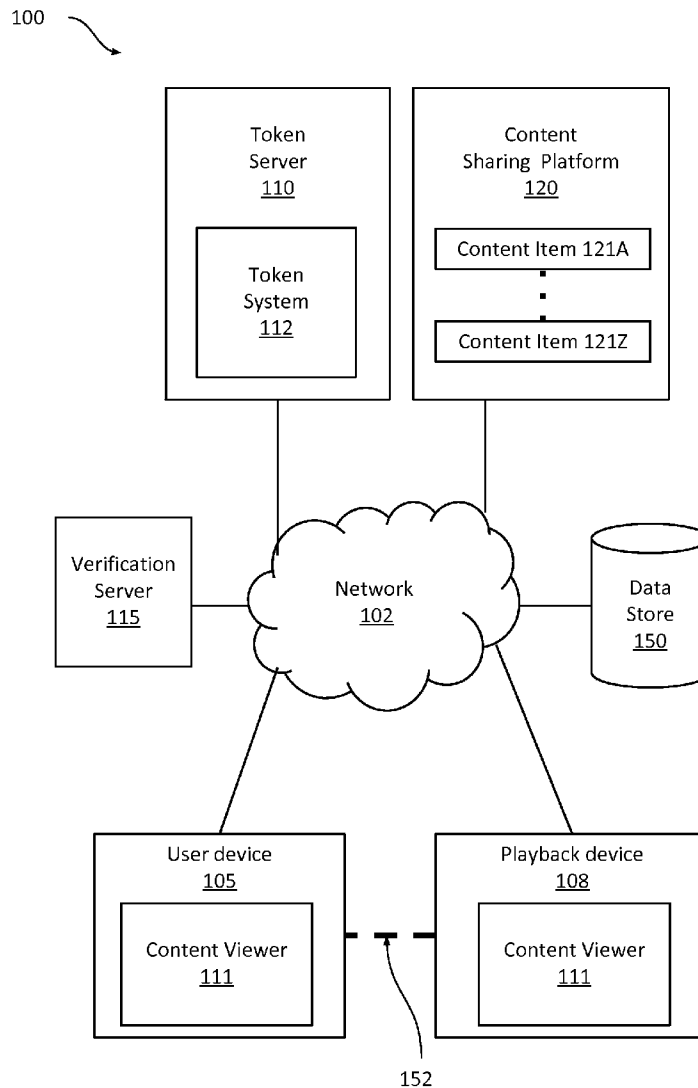 100
Token
Server
110
Token
System
112
Content
Sharing Platform
120
Content Item 121A
Content Item 121Z
Verification
Server
115
Network
102
Data
Store
150
User device
105
Content Viewer
111
Playback device
108
Content Viewer
111
152